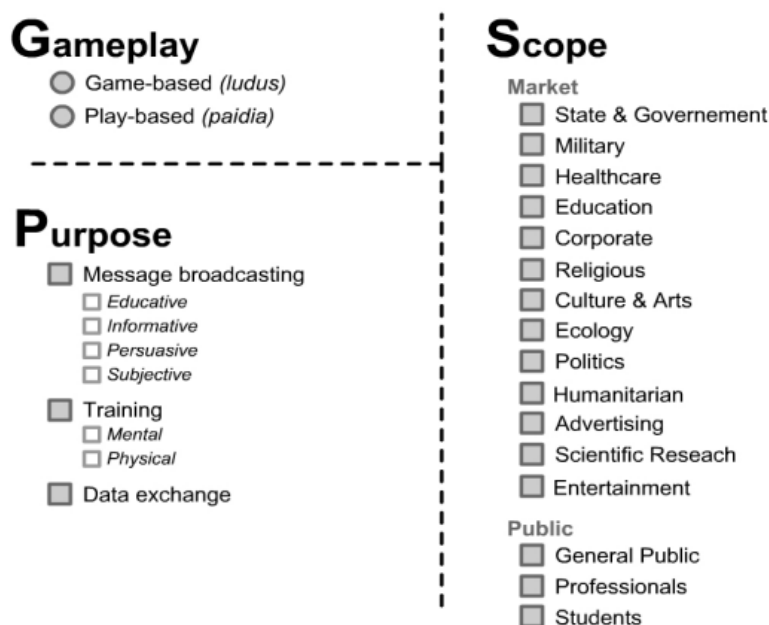 Gameplay
Game-based (ludus)
Play-based (paidia)
Purpose
Message broadcasting
Educative
Informative
Persuasive
Subjective
Training
Mental
Physical
Data exchange
Scope
Market
State & Governement
Military
Healthcare
Education
Corporate
Religious
Culture & Arts
Ecology
Politics
Humanitarian
Advertising
Scientific Reseach
Entertainment
Public
General Public
Professionals
Students